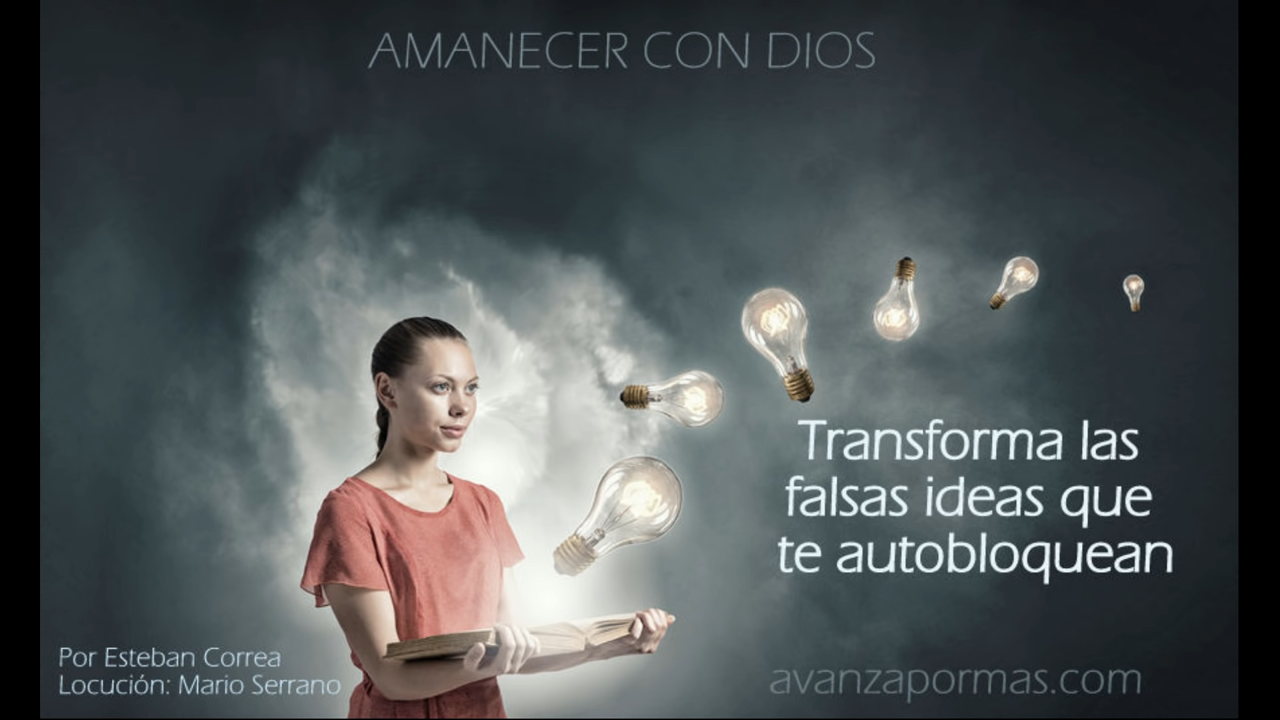 AMANECER CON DIOS
Transforma las
falsas ideas que
te autobloquean
Por Esteban Correa
Locución: Mario Serrano
avanzapormas.com